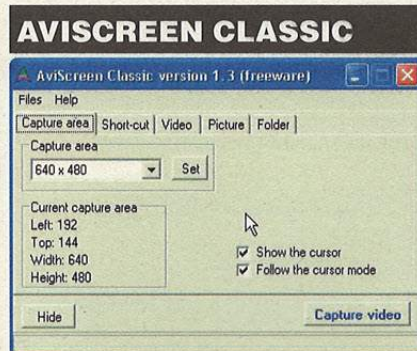 AVISCREEN CLASSIC
AviScreen Classic version 1.3 (freeware)
Files Help
Capture area Short-cut Video Picture Folder
Capture area
640 x 480 Set
Current capture area
Left: 192
Top: 144
Width: 640
Height: 480
Show the cursor
Follow the cursor mode
Hide Capture video